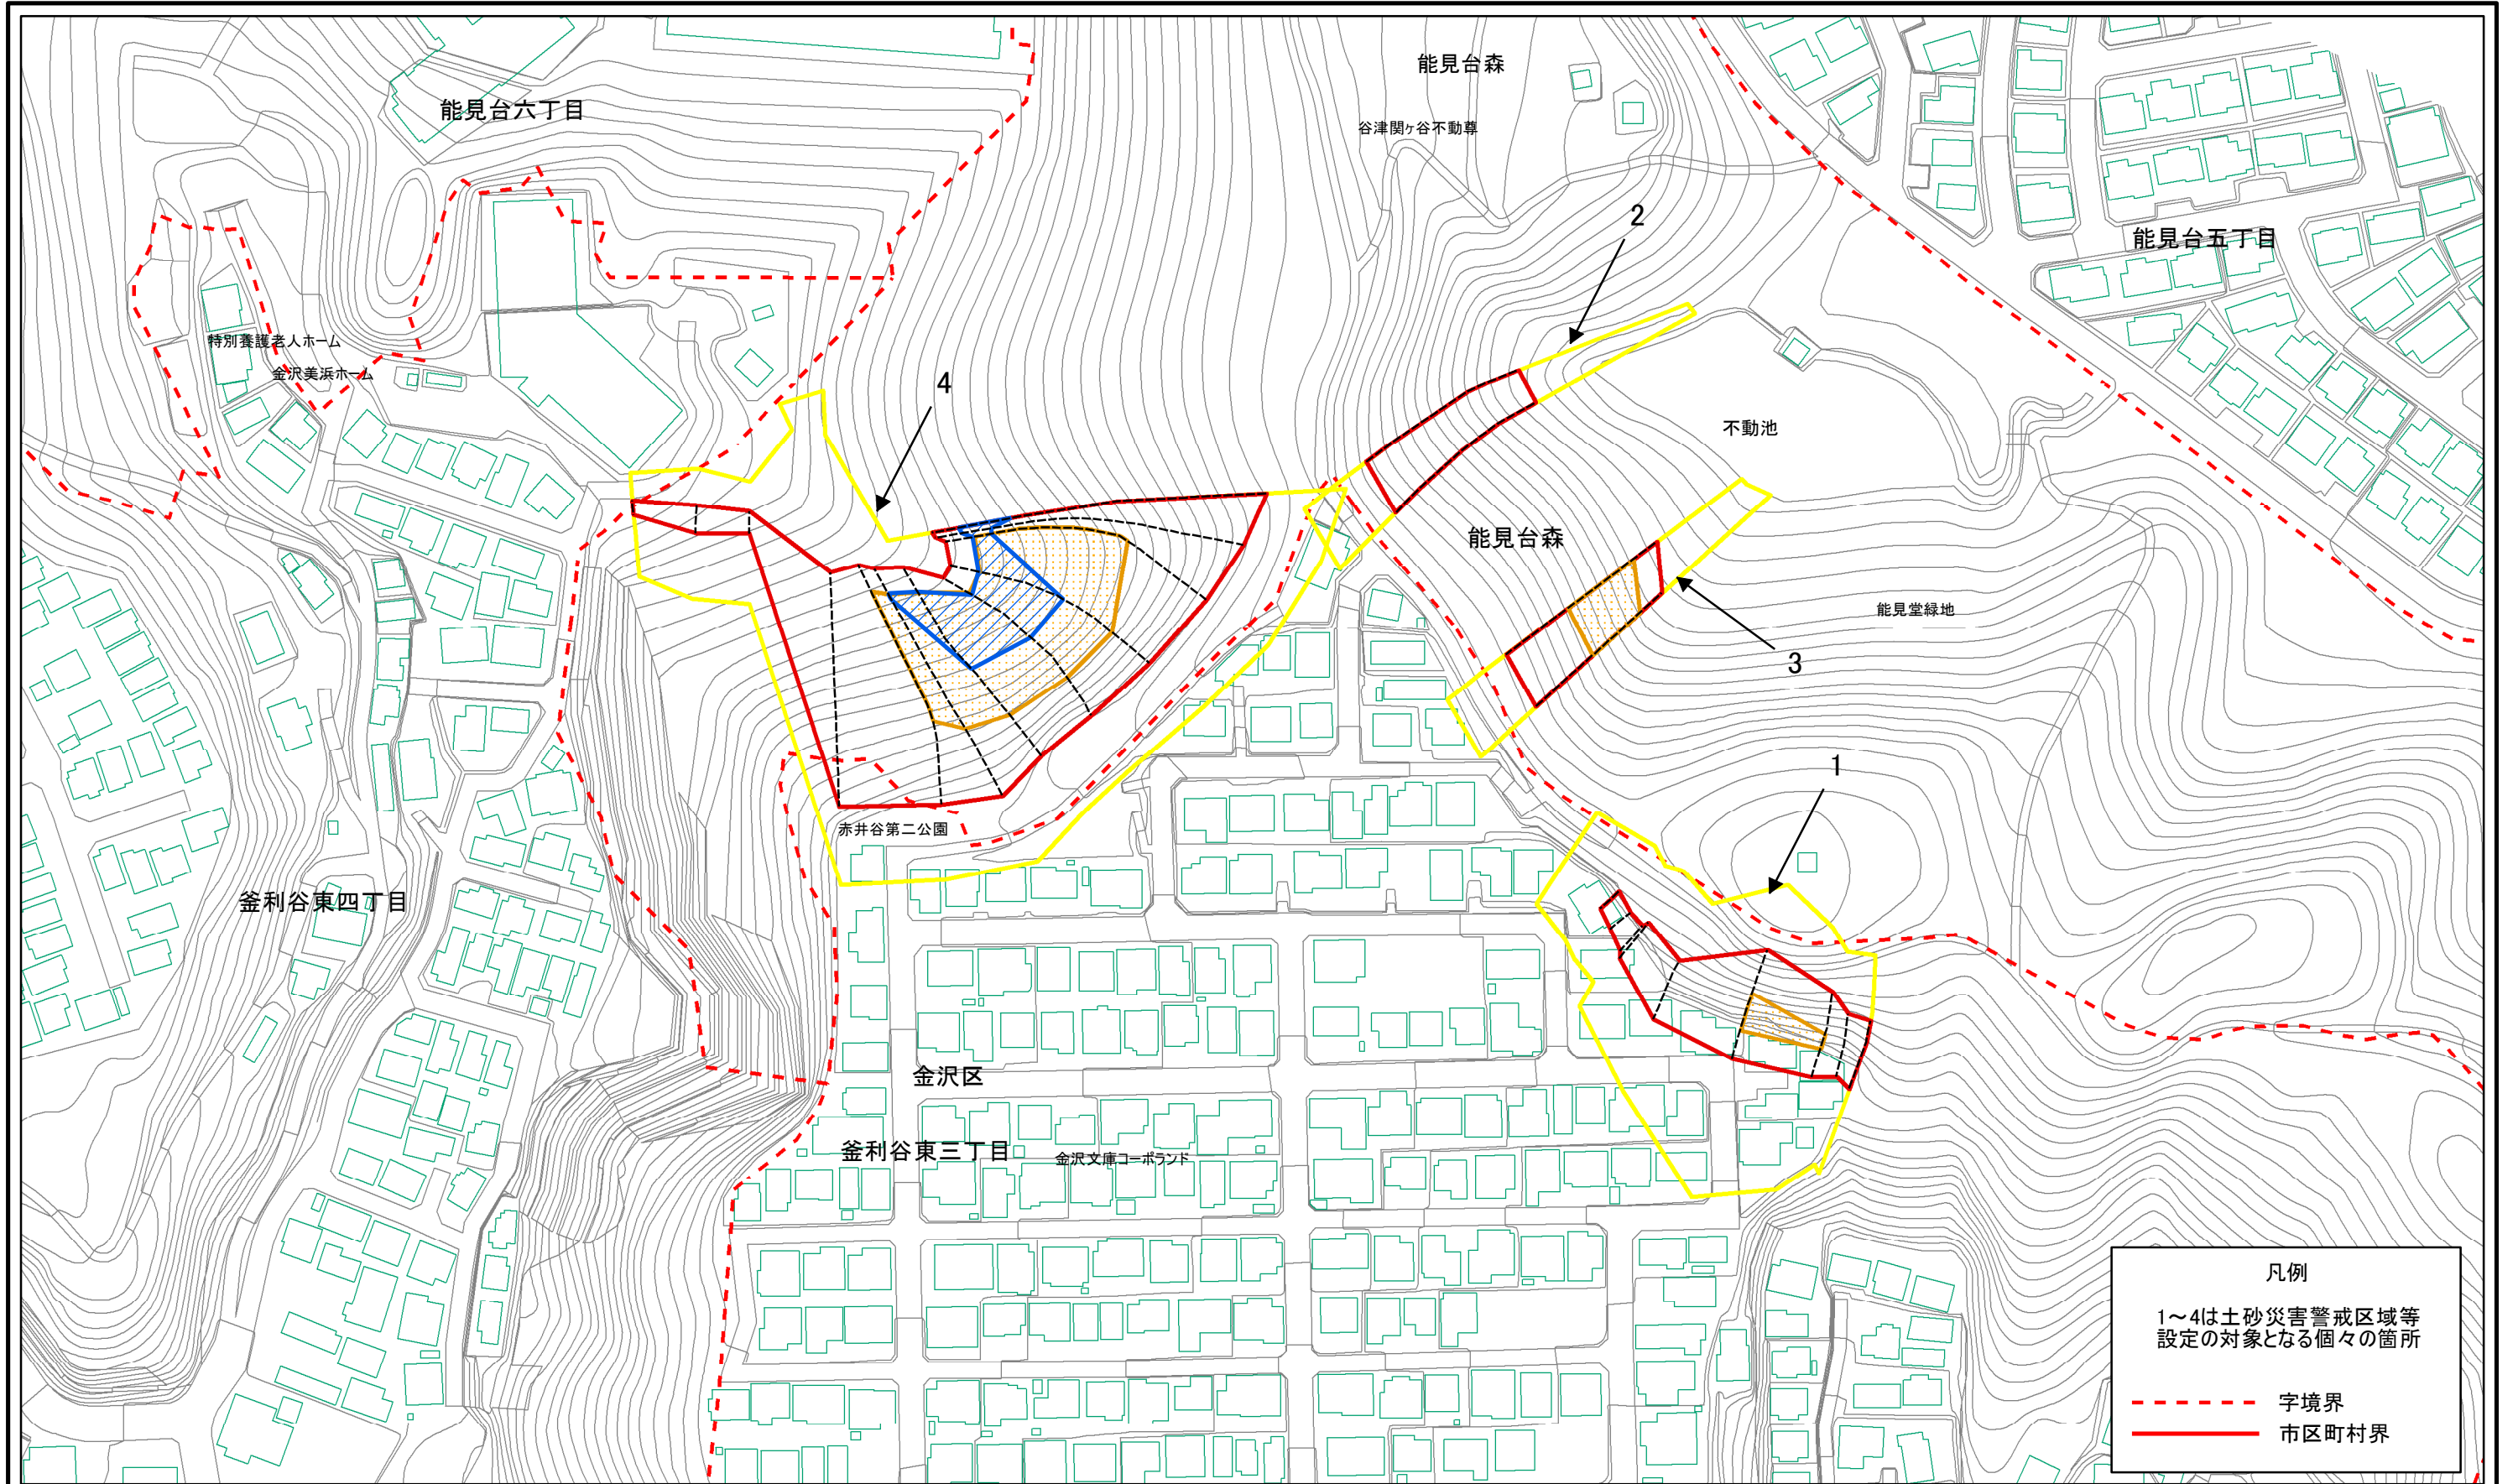 能見台森
能見台六丁目
谷津関ヶ谷不動尊
2
能見台五丁目
特別養護老人ホーム
金沢美浜ホーム
4
不動池
能見台森
能見堂緑地
3
1
赤井谷第二公園
釜利谷東四丁目
金沢区
釜利谷東三丁目
金沢文庫コーポランド
凡例
1~4は土砂災害警戒区域等
設定の対象となる個々の箇所
字境界
市区町村界